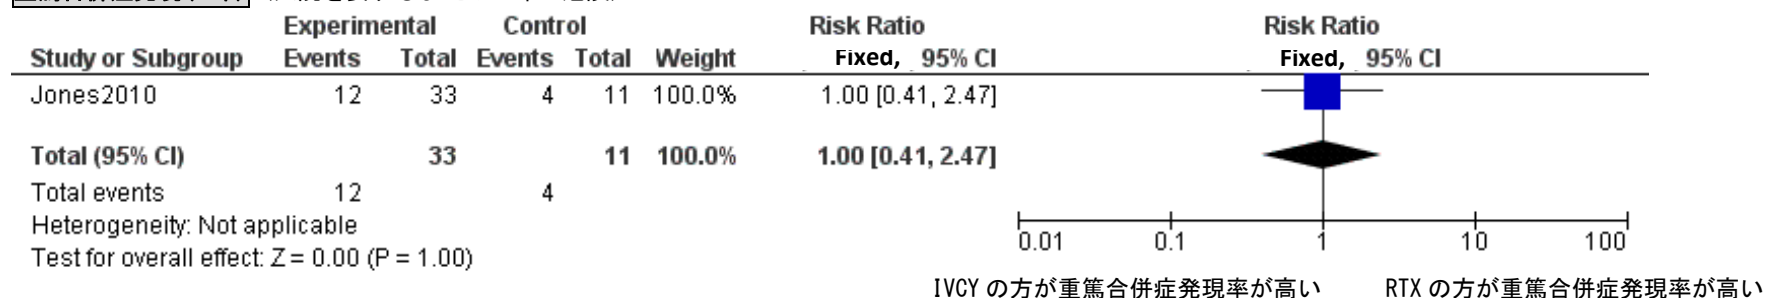 Experimental Control Risk Ratio Risk Ratio
Study or Subgroup Events Total Events Total Weight Fixed, 95% CI Fixed, 95% CI
Jones2010 12 33 4 11 100.0% 1.00 [0.41, 2.47]
Total (95% CI) 33 11 100.0% 1.00 [0.41, 2.47]
Total events 12 4
Heterogeneity: Not applicable
Test for overall effect: Z = 0.00 (P = 1.00)
0.01 0.1 1 10 100
IVCY の方が重篤合併症発現率が高い RTX の方が重篤合併症発現率が高い